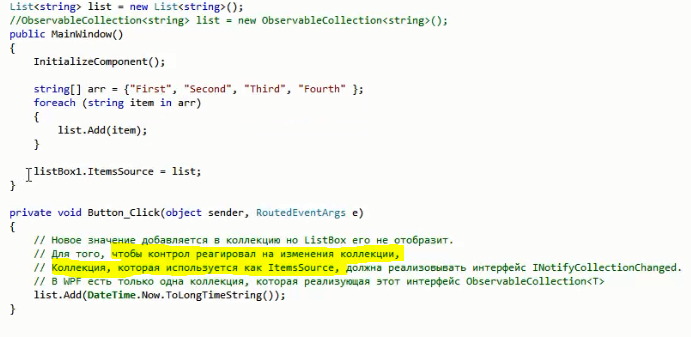 List<string> list = new List<string>();
//ObservableCollection<string> list = new ObservableCollection<string>();
public MainWindow()
{
InitializeComponent();
string[] arr = {"First", "Second", "Third", "Fourth" };
foreach (string item in arr)
{
list.Add(item);
}
listBox1.ItemsSource = list;
}
private void Button_Click(object sender, RoutedEventArgs e)
{
// Новое значение добавляется в коллекцию но ListBox его не отобразит.
// Для того, чтобы контрол реагировал на изменения коллекции,
// Коллекция, которая используется как ItemsSource, должна реализовывать интерфейс INotifyCollectionChanged.
// В WPF есть только одна коллекция, которая реализующая этот интерфейс ObservableCollection<T>
list.Add(DateTime.Now.ToLongTimeString());
}